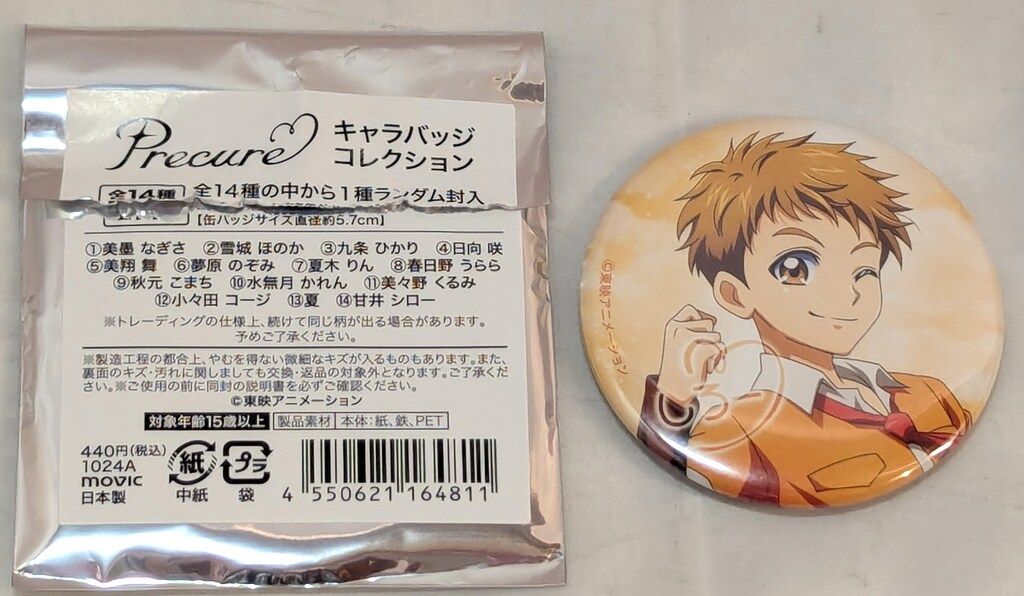 Precure
キャラバッジ
コレクション
全14種 全14種の中から1種ランダム封入
【缶バッジサイズ直径約5.7cm】
①美墨 なぎさ ②雪城 ほのか ③九条 ひかり ④日向 咲
⑤美翔 舞 ⑥夢原 のぞみ ⑦夏木 りん ⑧春日野 うらら
⑨秋元 こまち ⑩水無月 かれん ⑪美々野 くるみ
⑫小々田 コージ ⑬夏 ⑭甘井 シロー
※トレーディングの仕様上、続けて同じ柄が出る場合があります。
予めご了承ください。
※製造工程の都合上、やむを得ない微細なキズが入るものもあります。また、
裏面のキズ・汚れに関しましても交換・返品の対象外となります。ご了承くだ
さい。※ご使用の前に同封の説明書を必ずご確認ください。
©東映アニメーション
対象年齢15歳以上 製品素材 本体:紙、鉄、PET
440円(税込)
1024A
movic
日本製
紙
中紙
プラ
袋
4 550621 164811
©東映アニメーション